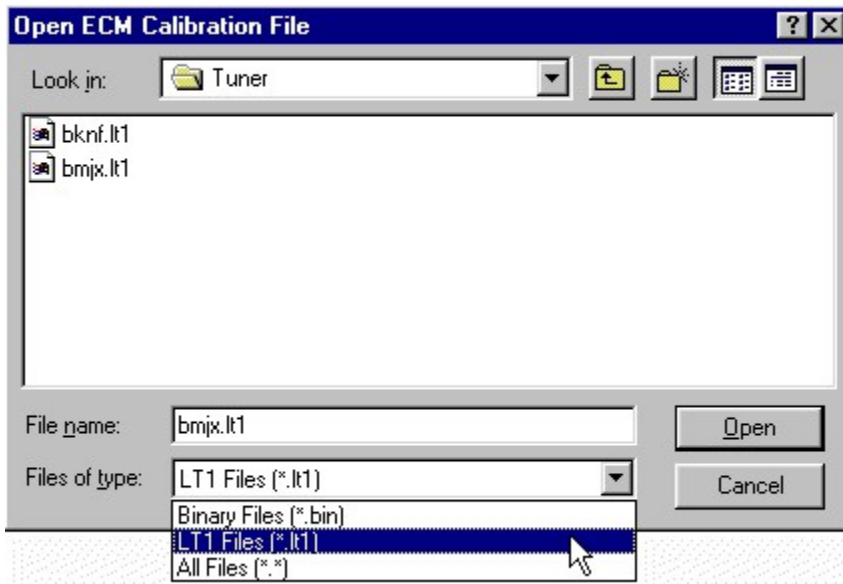 Open ECM Calibration File
Look in: Tuner
bknf.lt1
bmjx.lt1
File name: bmjx.lt1 Open
Files of type: LT1 Files (*.lt1) Cancel
Binary Files (*.bin)
LT1 Files (*.lt1)
All Files (*.*)